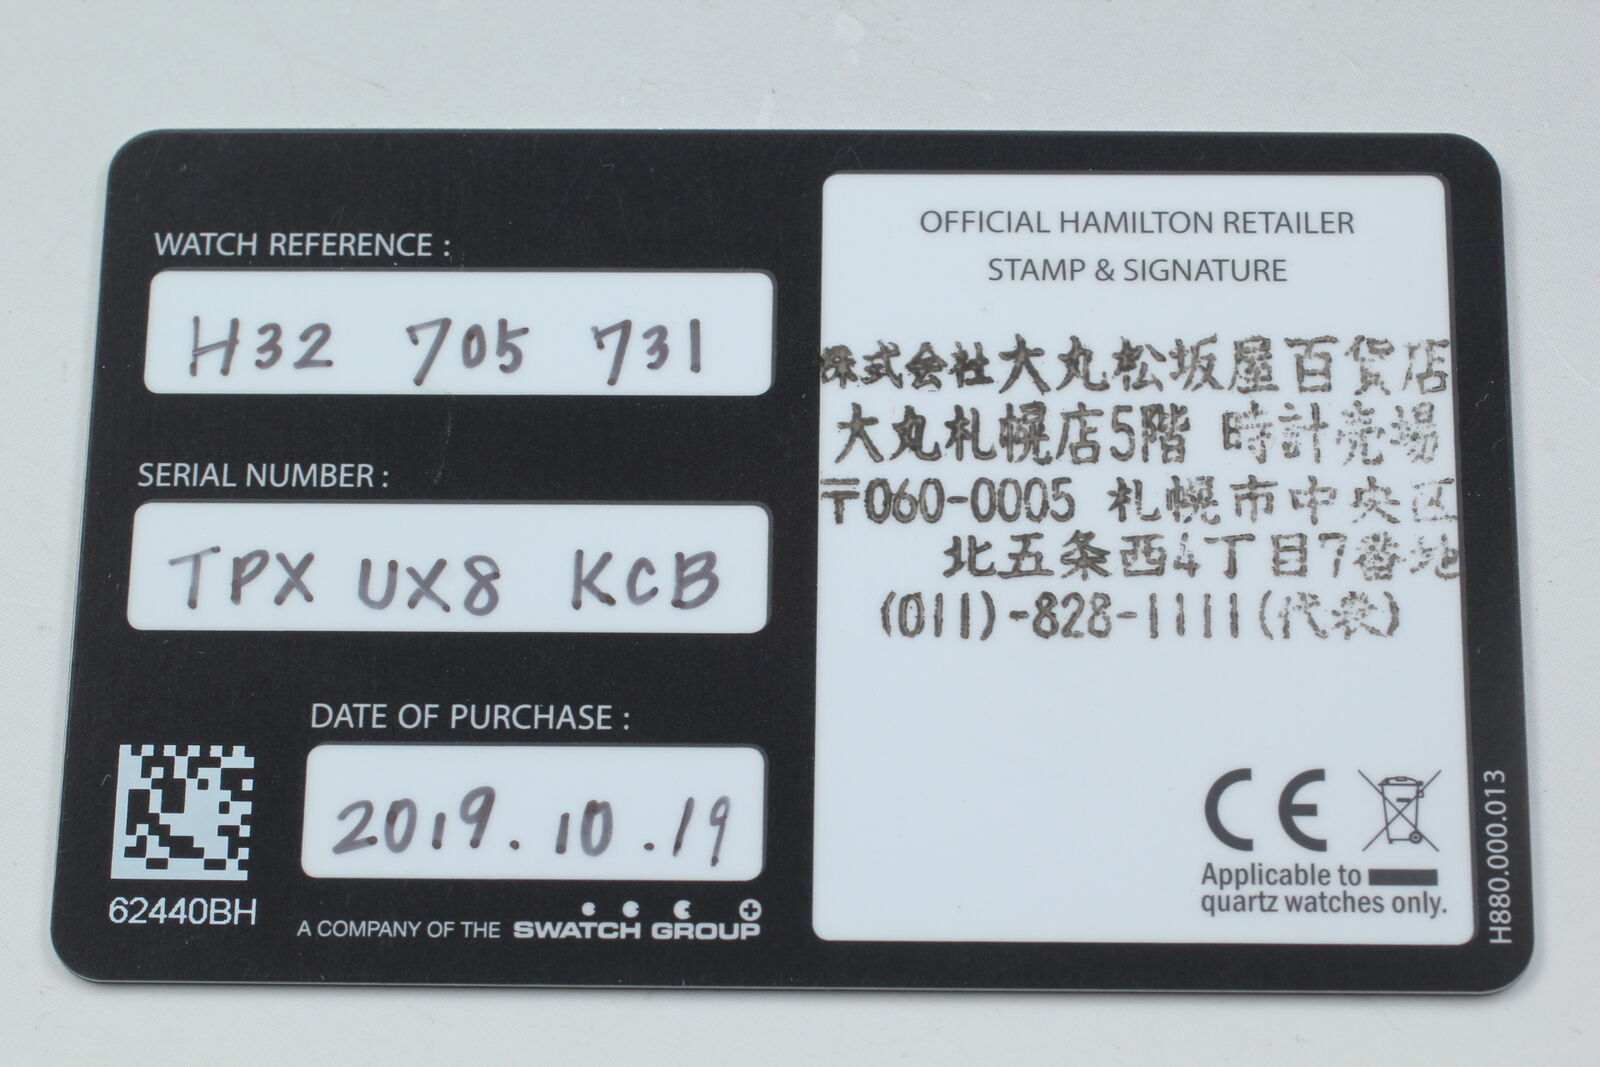 WATCH REFERENCE :
H32 705 731
SERIAL NUMBER :
TPX UX8 KCB
DATE OF PURCHASE :
2019.10.19
62440BH
A COMPANY OF THE SWATCH GROUP
OFFICIAL HAMILTON RETAILER
STAMP & SIGNATURE
株式会社大丸松坂屋百貨店
大丸札幌店5階 時計売場
〒060-0005 札幌市中央区
北五条西4丁目7番地
(011)-828-1111(代表)
CE
Applicable to
quartz watches only.
H880.000.013